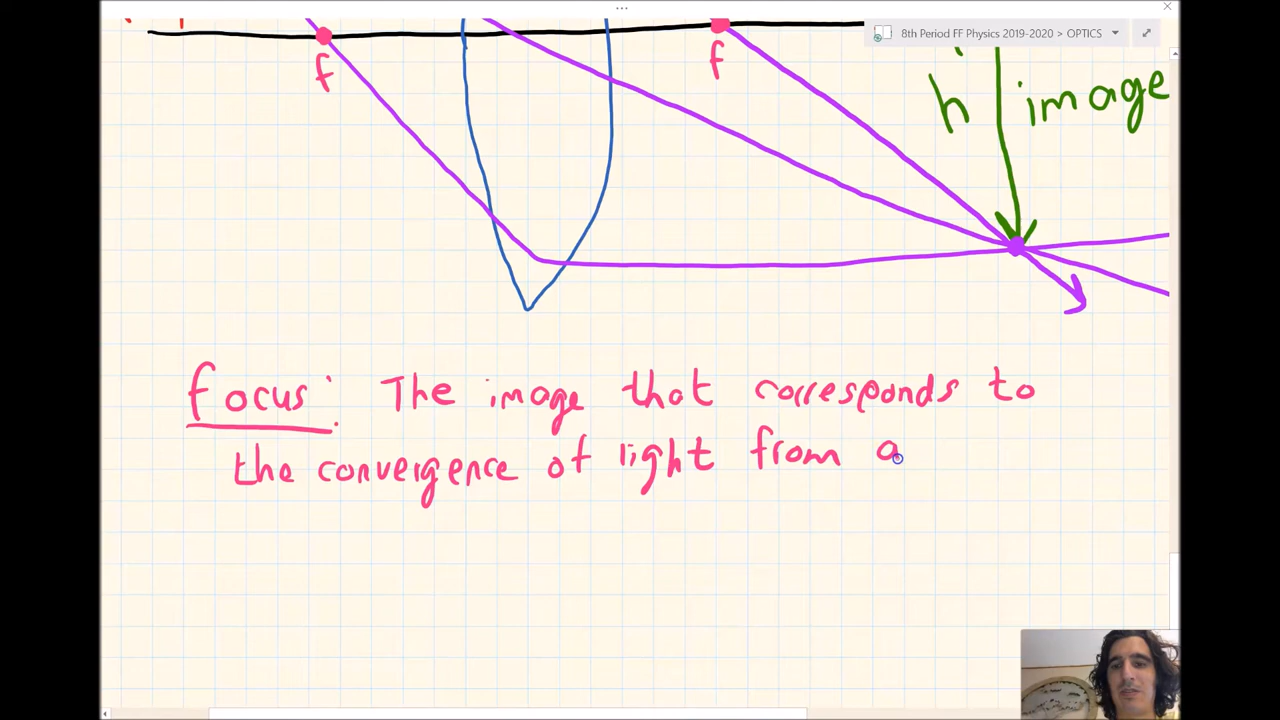 8th Period FF Physics 2019-2020 > OPTICS
f
f
h
image
focus: The image that corresponds to
the convergence of light from a